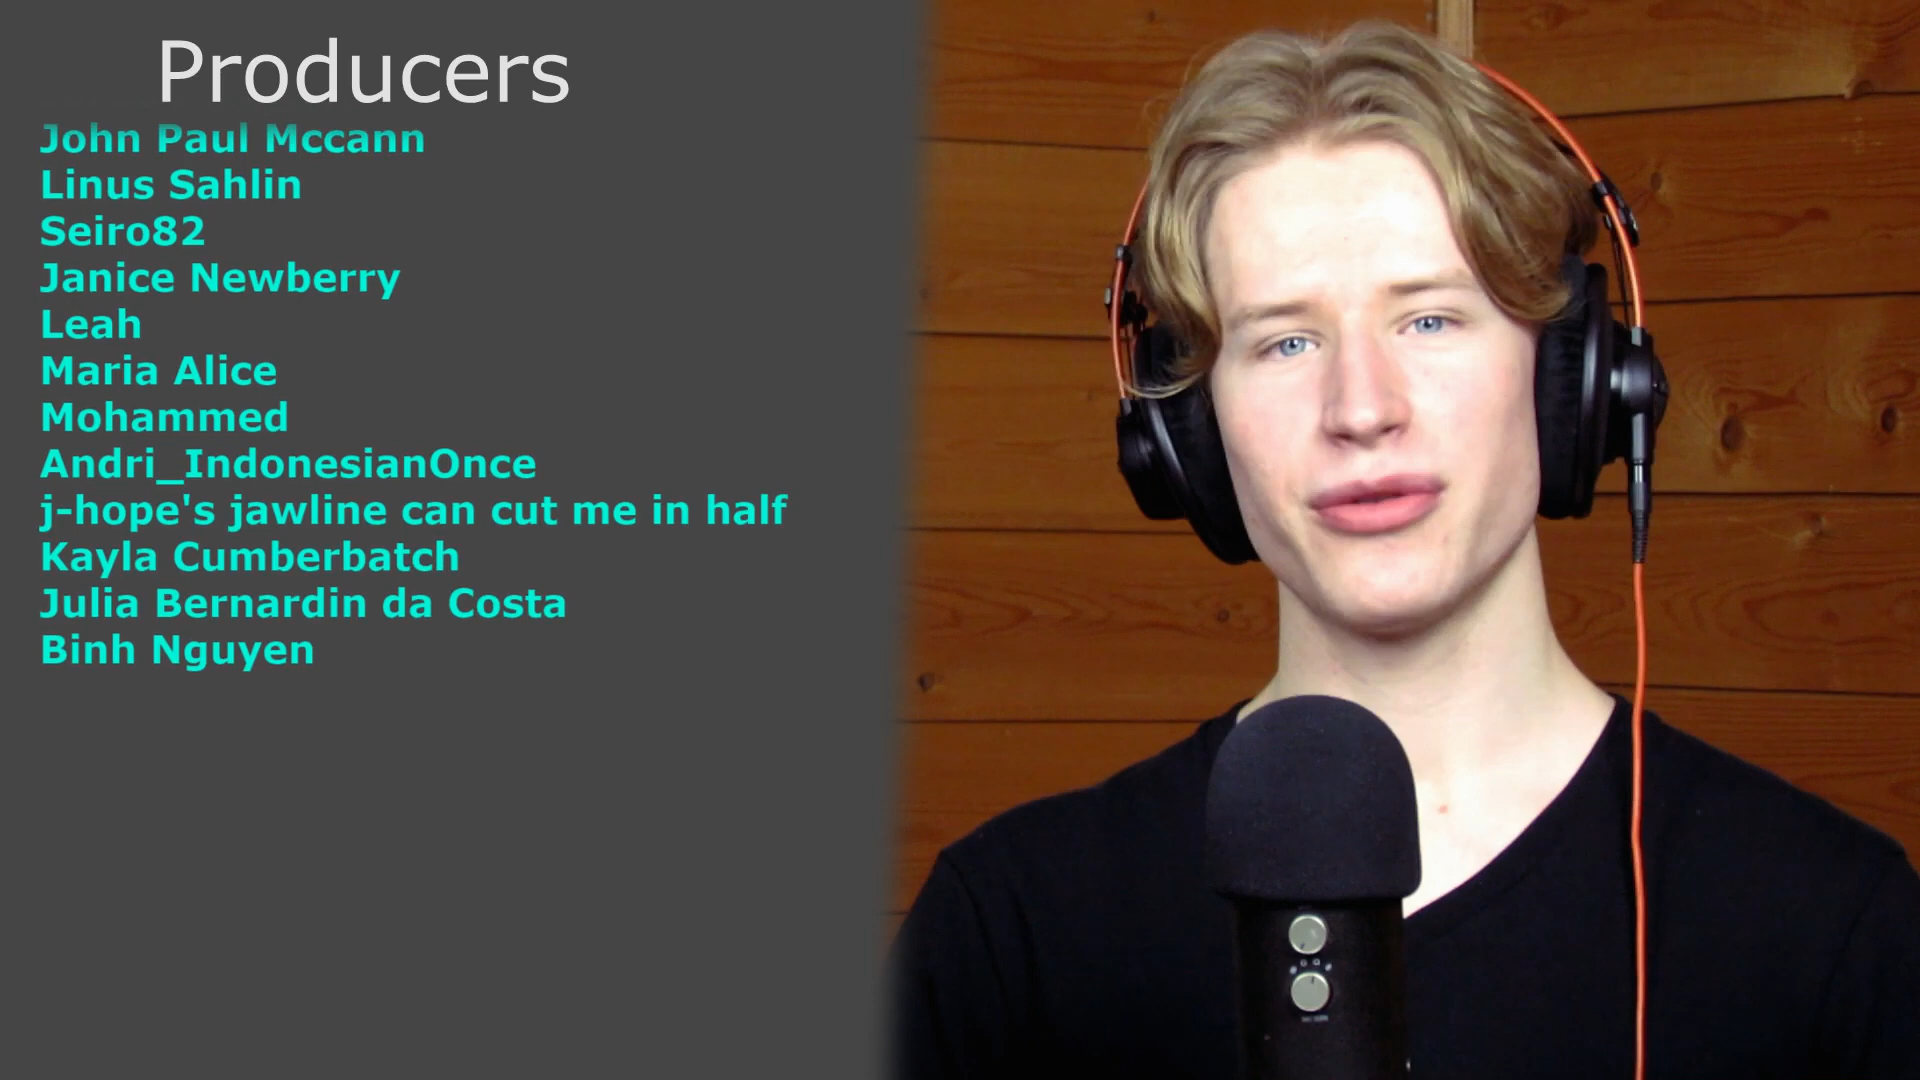 Producers
John Paul Mccann
Linus Sahlin
Seiro82
Janice Newberry
Leah
Maria Alice
Mohammed
Andri_IndonesianOnce
j-hope's jawline can cut me in half
Kayla Cumberbatch
Julia Bernardin da Costa
Binh Nguyen